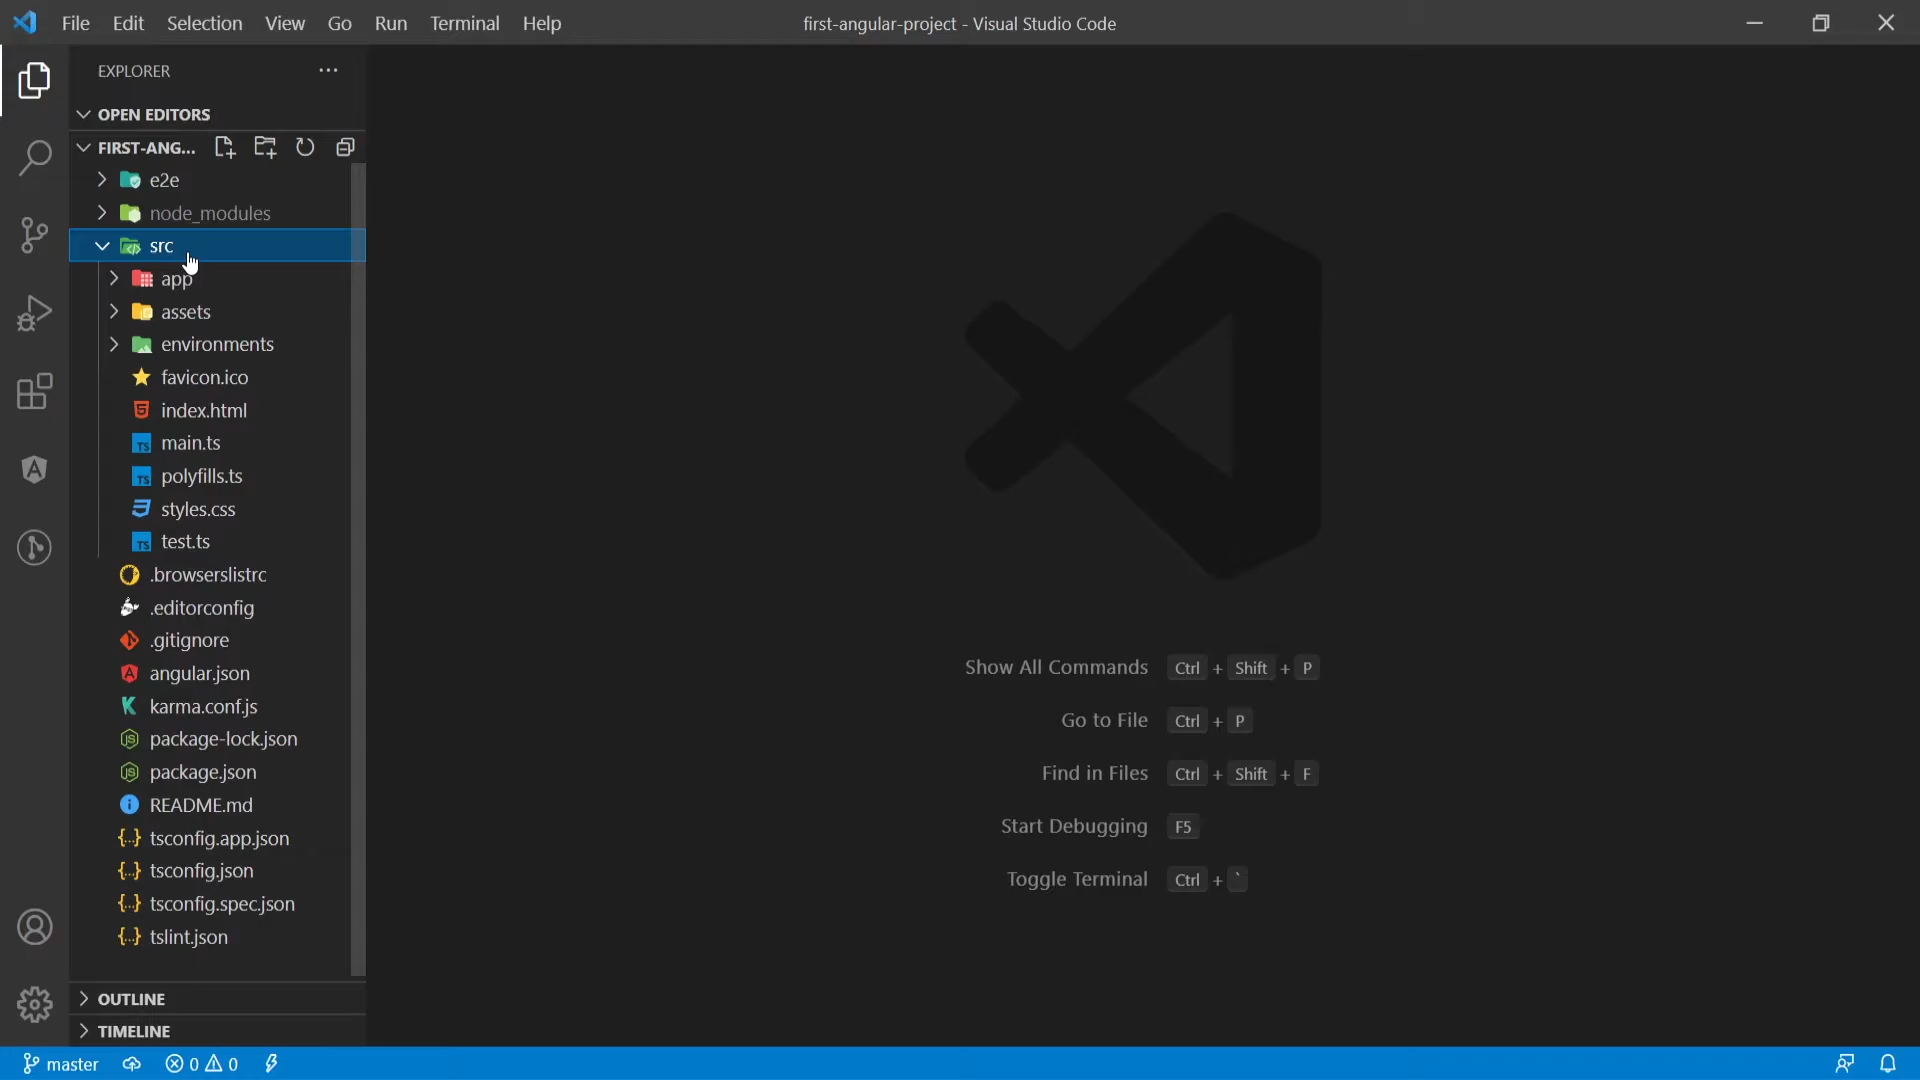 File Edit Selection View Go Run Terminal Help
first-angular-project - Visual Studio Code
EXPLORER
OPEN EDITORS
FIRST-ANG...
e2e
node_modules
src
app
assets
environments
favicon.ico
index.html
main.ts
polyfills.ts
styles.css
test.ts
.browserslistrc
.editorconfig
.gitignore
angular.json
karma.conf.js
package-lock.json
package.json
README.md
tsconfig.app.json
tsconfig.json
tsconfig.spec.json
tslint.json
OUTLINE
TIMELINE
Show All Commands Ctrl + Shift + P
Go to File Ctrl + P
Find in Files Ctrl + Shift + F
Start Debugging F5
Toggle Terminal Ctrl + `
master 0 0